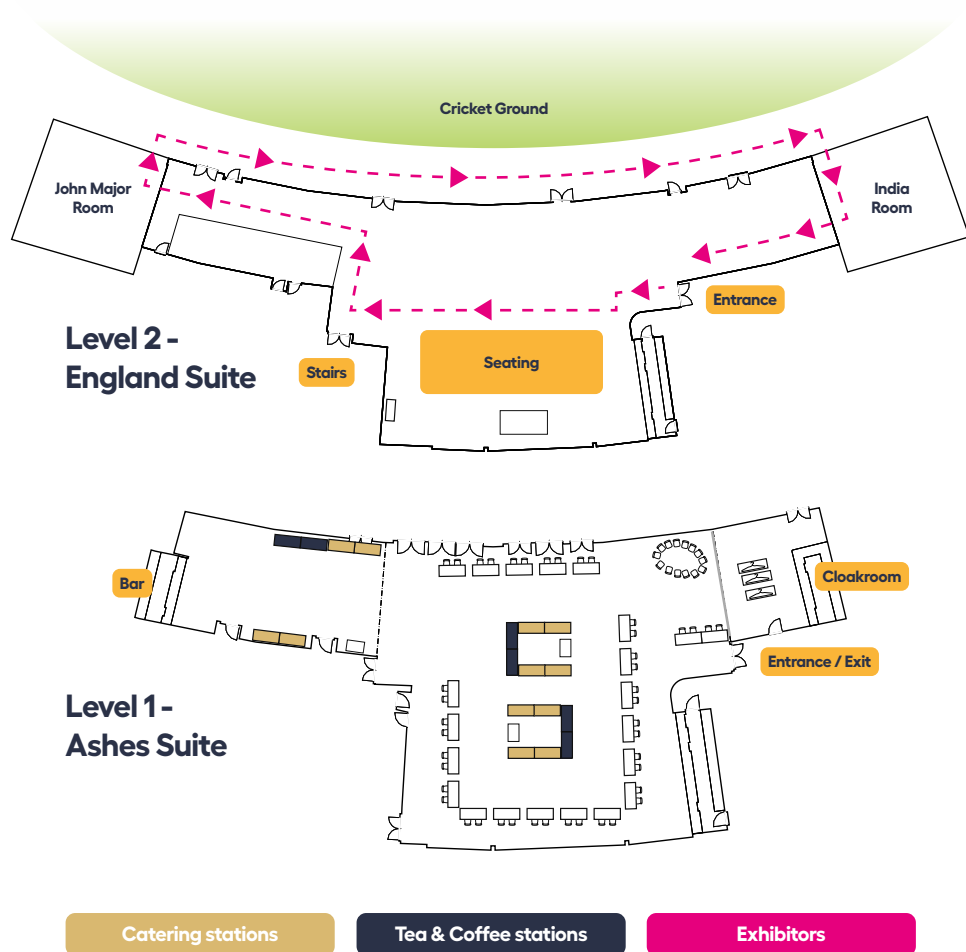 Cricket Ground
John Major
Room
India
Room
Entrance
Level 2 -
England Suite
Stairs
Seating
Bar
Cloakroom
Entrance / Exit
Level 1 -
Ashes Suite
Catering stations
Tea & Coffee stations
Exhibitors